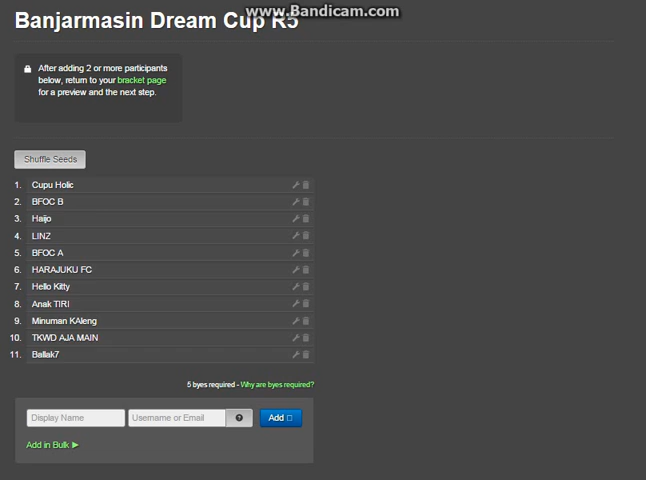 www.Bandicam.com
Banjarmasin Dream Cup R5
After adding 2 or more participants
below, return to your bracket page
for a preview and the next step.
Shuffle Seeds
1. Cupu Holic
2. BFOC B
3. Haijo
4. LINZ
5. BFOC A
6. HARAJUKU FC
7. Hello Kitty
8. Anak TIRI
9. Minuman KAleng
10. TKWD AJA MAIN
11. Ballak7
5 byes required - Why are byes required?
Display Name Username or Email ? Add
Add in Bulk ▶